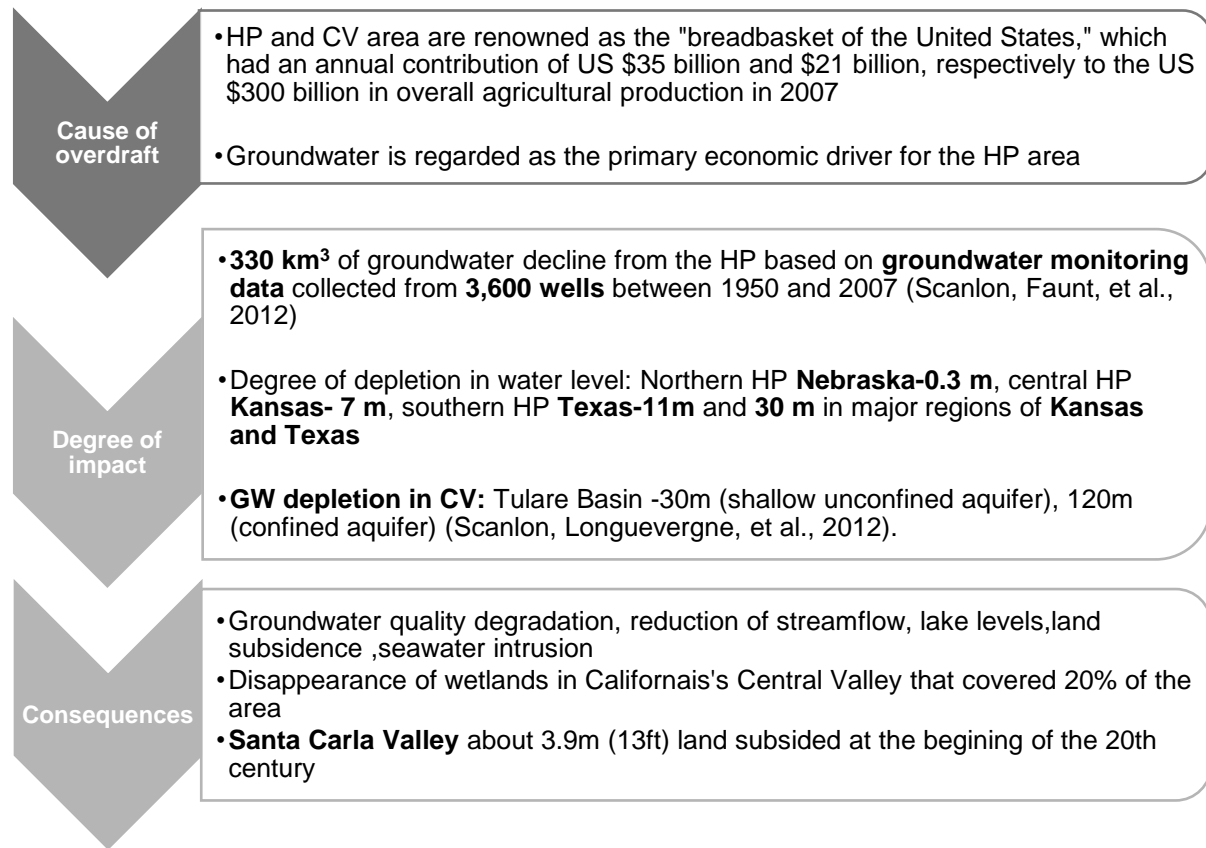 Cause of
overdraft
•HP and CV area are renowned as the "breadbasket of the United States," which
had an annual contribution of US $35 billion and $21 billion, respectively to the US
$300 billion in overall agricultural production in 2007
•Groundwater is regarded as the primary economic driver for the HP area
Degree of
impact
•330 km³ of groundwater decline from the HP based on groundwater monitoring
data collected from 3,600 wells between 1950 and 2007 (Scanlon, Faunt, et al.,
2012)
•Degree of depletion in water level: Northern HP Nebraska-0.3 m, central HP
Kansas- 7 m, southern HP Texas-11m and 30 m in major regions of Kansas
and Texas
•GW depletion in CV: Tulare Basin -30m (shallow unconfined aquifer), 120m
(confined aquifer) (Scanlon, Longuevergne, et al., 2012).
Consequences
•Groundwater quality degradation, reduction of streamflow, lake levels,land
subsidence ,seawater intrusion
•Disappearance of wetlands in Californais's Central Valley that covered 20% of the
area
•Santa Carla Valley about 3.9m (13ft) land subsided at the begining of the 20th
century